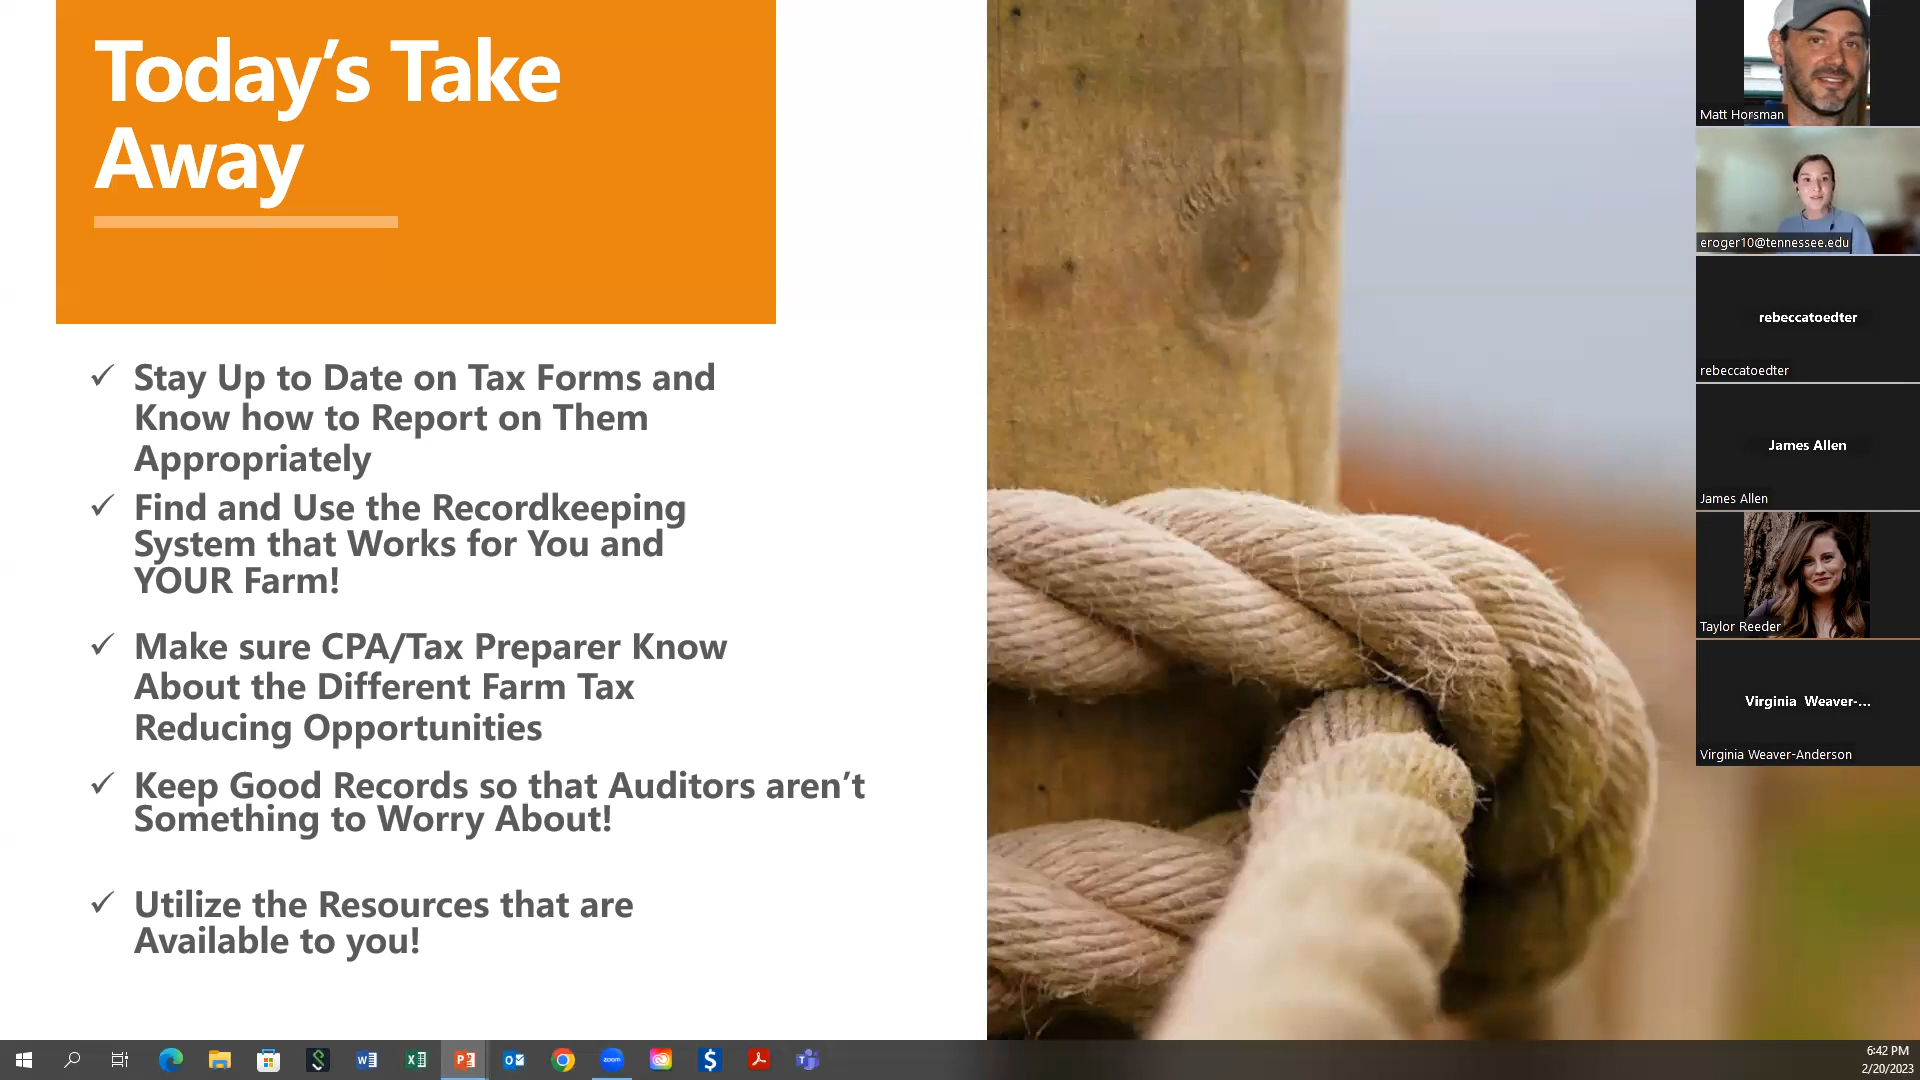 Today's Take
Away
✓ Stay Up to Date on Tax Forms and
Know how to Report on Them
Appropriately
✓ Find and Use the Recordkeeping
System that Works for You and
YOUR Farm!
✓ Make sure CPA/Tax Preparer Know
About the Different Farm Tax
Reducing Opportunities
✓ Keep Good Records so that Auditors aren't
Something to Worry About!
✓ Utilize the Resources that are
Available to you!
Matt Horsman
eroger10@tennessee.edu
rebeccatoedter
rebeccatoedter
James Allen
James Allen
Taylor Reeder
Virginia Weaver-...
Virginia Weaver-Anderson
zoom
6:42 PM
2/20/2023